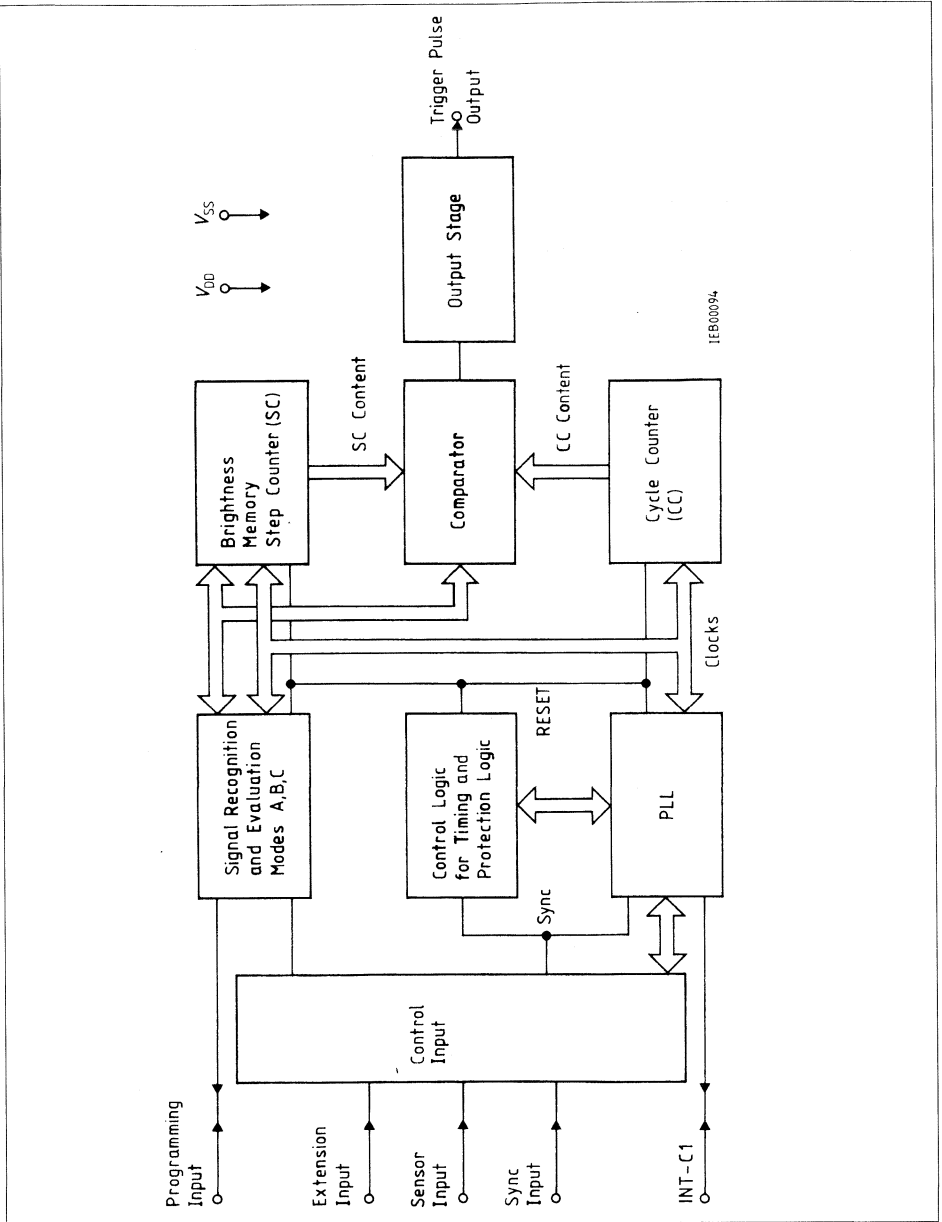 Programming
Input
Extension
Input
Sensor
Input
Sync
Input
INT-C1
Control
Input
Signal Recognition
and Evaluation
Modes A,B,C
Control Logic
for Timing and
Protection Logic
Sync
PLL
RESET
Clocks
Brightness
Memory
Step Counter (SC)
SC Content
Comparator
CC Content
Cycle Counter
(CC)
VDD
VSS
Output Stage
Trigger Pulse
Output
IEB00094